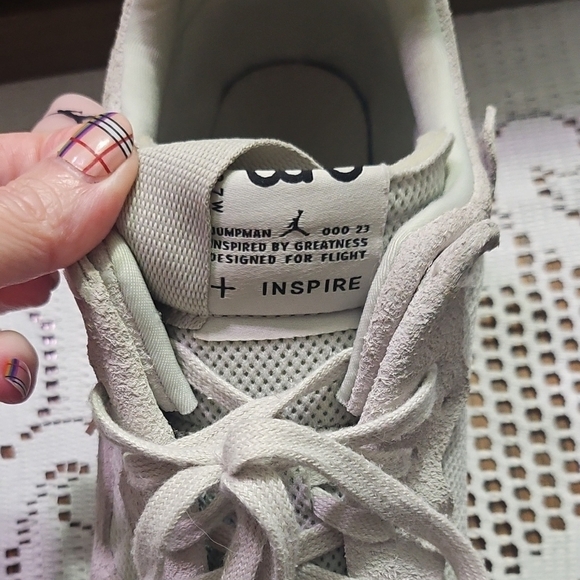 JUMPMAN 000 23
INSPIRED BY GREATNESS
DESIGNED FOR FLIGHT
+ INSPIRE